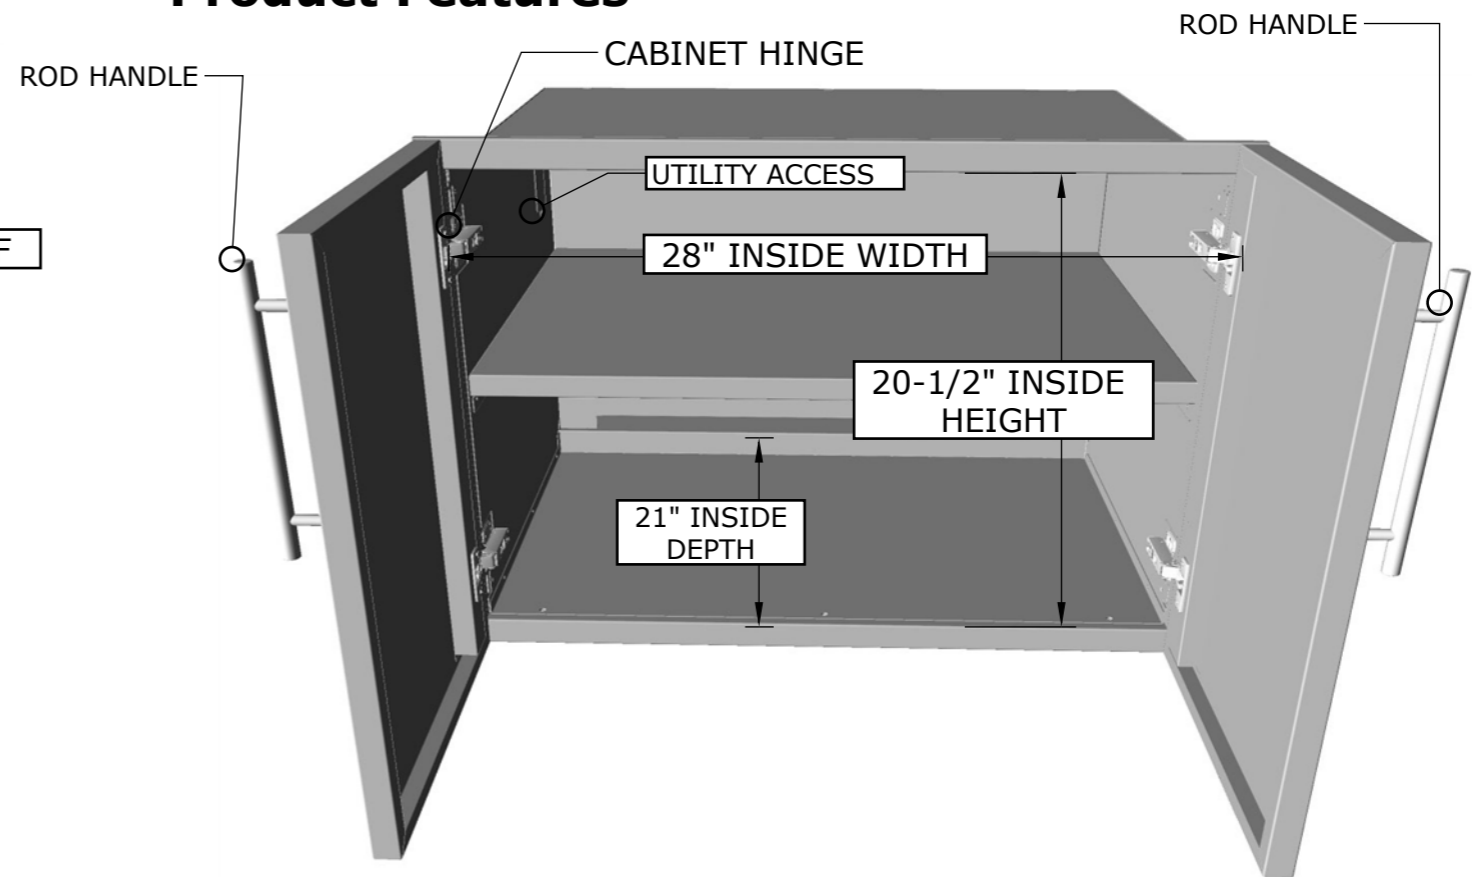 Product Features
ROD HANDLE
CABINET HINGE
ROD HANDLE
UTILITY ACCESS
F
28" INSIDE WIDTH
20-1/2" INSIDE
HEIGHT
21" INSIDE
DEPTH